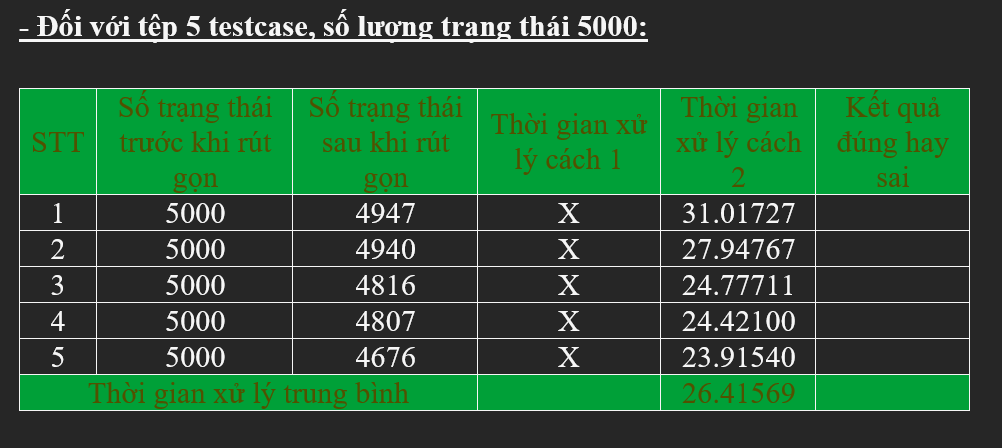 - Đối với tệp 5 testcase, số lượng trạng thái 5000:
STT
Số trạng thái
trước khi rút
gọn
Số trạng thái
sau khi rút
gọn
Thời gian xử
lý cách 1
Thời gian
xử lý cách
2
Kết quả
đúng hay
sai
1 5000 4947 X 31.01727
2 5000 4940 X 27.94767
3 5000 4816 X 24.77711
4 5000 4807 X 24.42100
5 5000 4676 X 23.91540
Thời gian xử lý trung bình 26.41569